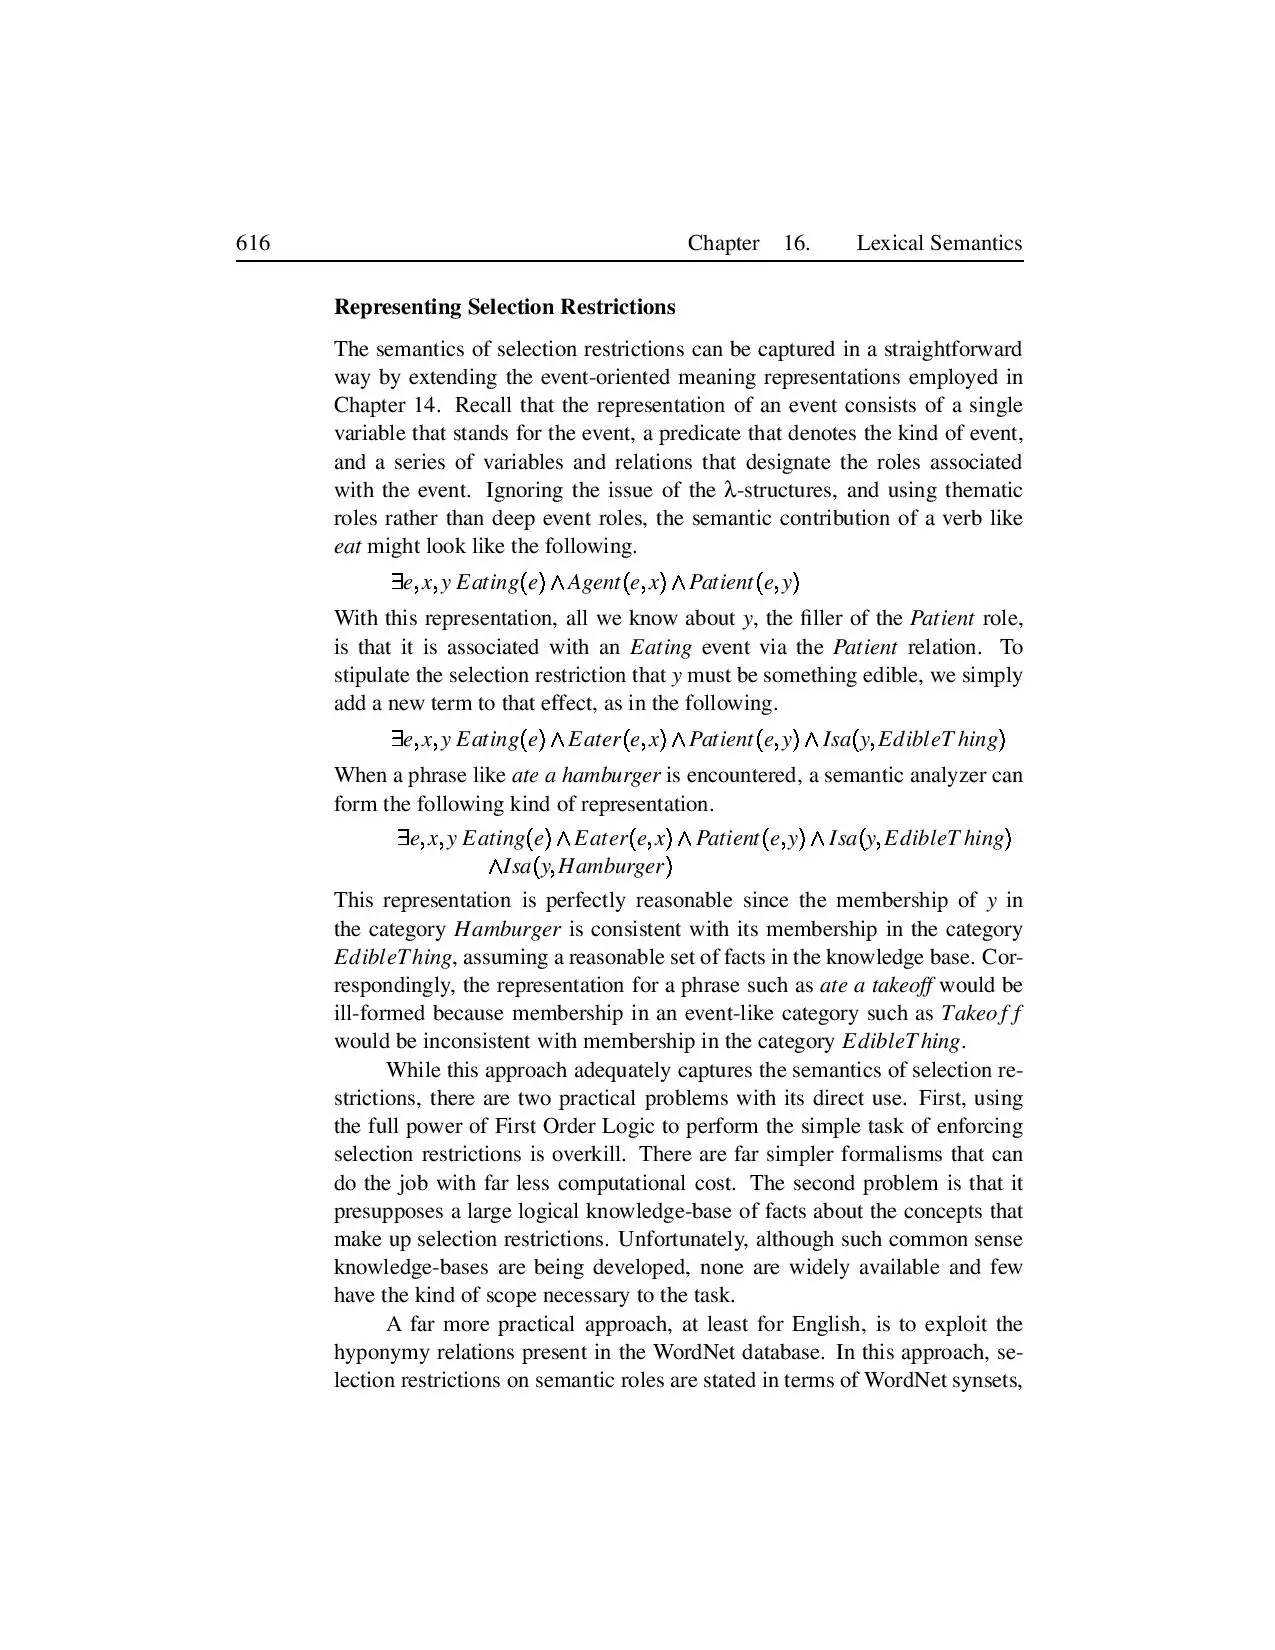 616 Chapter 16. Lexical Semantics
Representing Selection Restrictions
The semantics of selection restrictions can be captured in a straightforward
way by extending the event-oriented meaning representations employed in
Chapter 14. Recall that the representation of an event consists of a single
variable that stands for the event, a predicate that denotes the kind of event,
and a series of variables and relations that designate the roles associated
with the event. Ignoring the issue of the λ-structures, and using thematic
roles rather than deep event roles, the semantic contribution of a verb like
eat might look like the following.
∃e,x,y Eating(e) ∧ Agent(e,x) ∧ Patient(e,y)
With this representation, all we know about y, the filler of the Patient role,
is that it is associated with an Eating event via the Patient relation. To
stipulate the selection restriction that y must be something edible, we simply
add a new term to that effect, as in the following.
∃e,x,y Eating(e) ∧ Eater(e,x) ∧ Patient(e,y) ∧ Isa(y,EdibleThing)
When a phrase like ate a hamburger is encountered, a semantic analyzer can
form the following kind of representation.
∃e,x,y Eating(e) ∧ Eater(e,x) ∧ Patient(e,y) ∧ Isa(y,EdibleThing)
∧Isa(y,Hamburger)
This representation is perfectly reasonable since the membership of y in
the category Hamburger is consistent with its membership in the category
EdibleThing, assuming a reasonable set of facts in the knowledge base. Cor-
respondingly, the representation for a phrase such as ate a takeoff would be
ill-formed because membership in an event-like category such as Takeoff
would be inconsistent with membership in the category EdibleThing.
While this approach adequately captures the semantics of selection re-
strictions, there are two practical problems with its direct use. First, using
the full power of First Order Logic to perform the simple task of enforcing
selection restrictions is overkill. There are far simpler formalisms that can
do the job with far less computational cost. The second problem is that it
presupposes a large logical knowledge-base of facts about the concepts that
make up selection restrictions. Unfortunately, although such common sense
knowledge-bases are being developed, none are widely available and few
have the kind of scope necessary to the task.
A far more practical approach, at least for English, is to exploit the
hyponymy relations present in the WordNet database. In this approach, se-
lection restrictions on semantic roles are stated in terms of WordNet synsets,